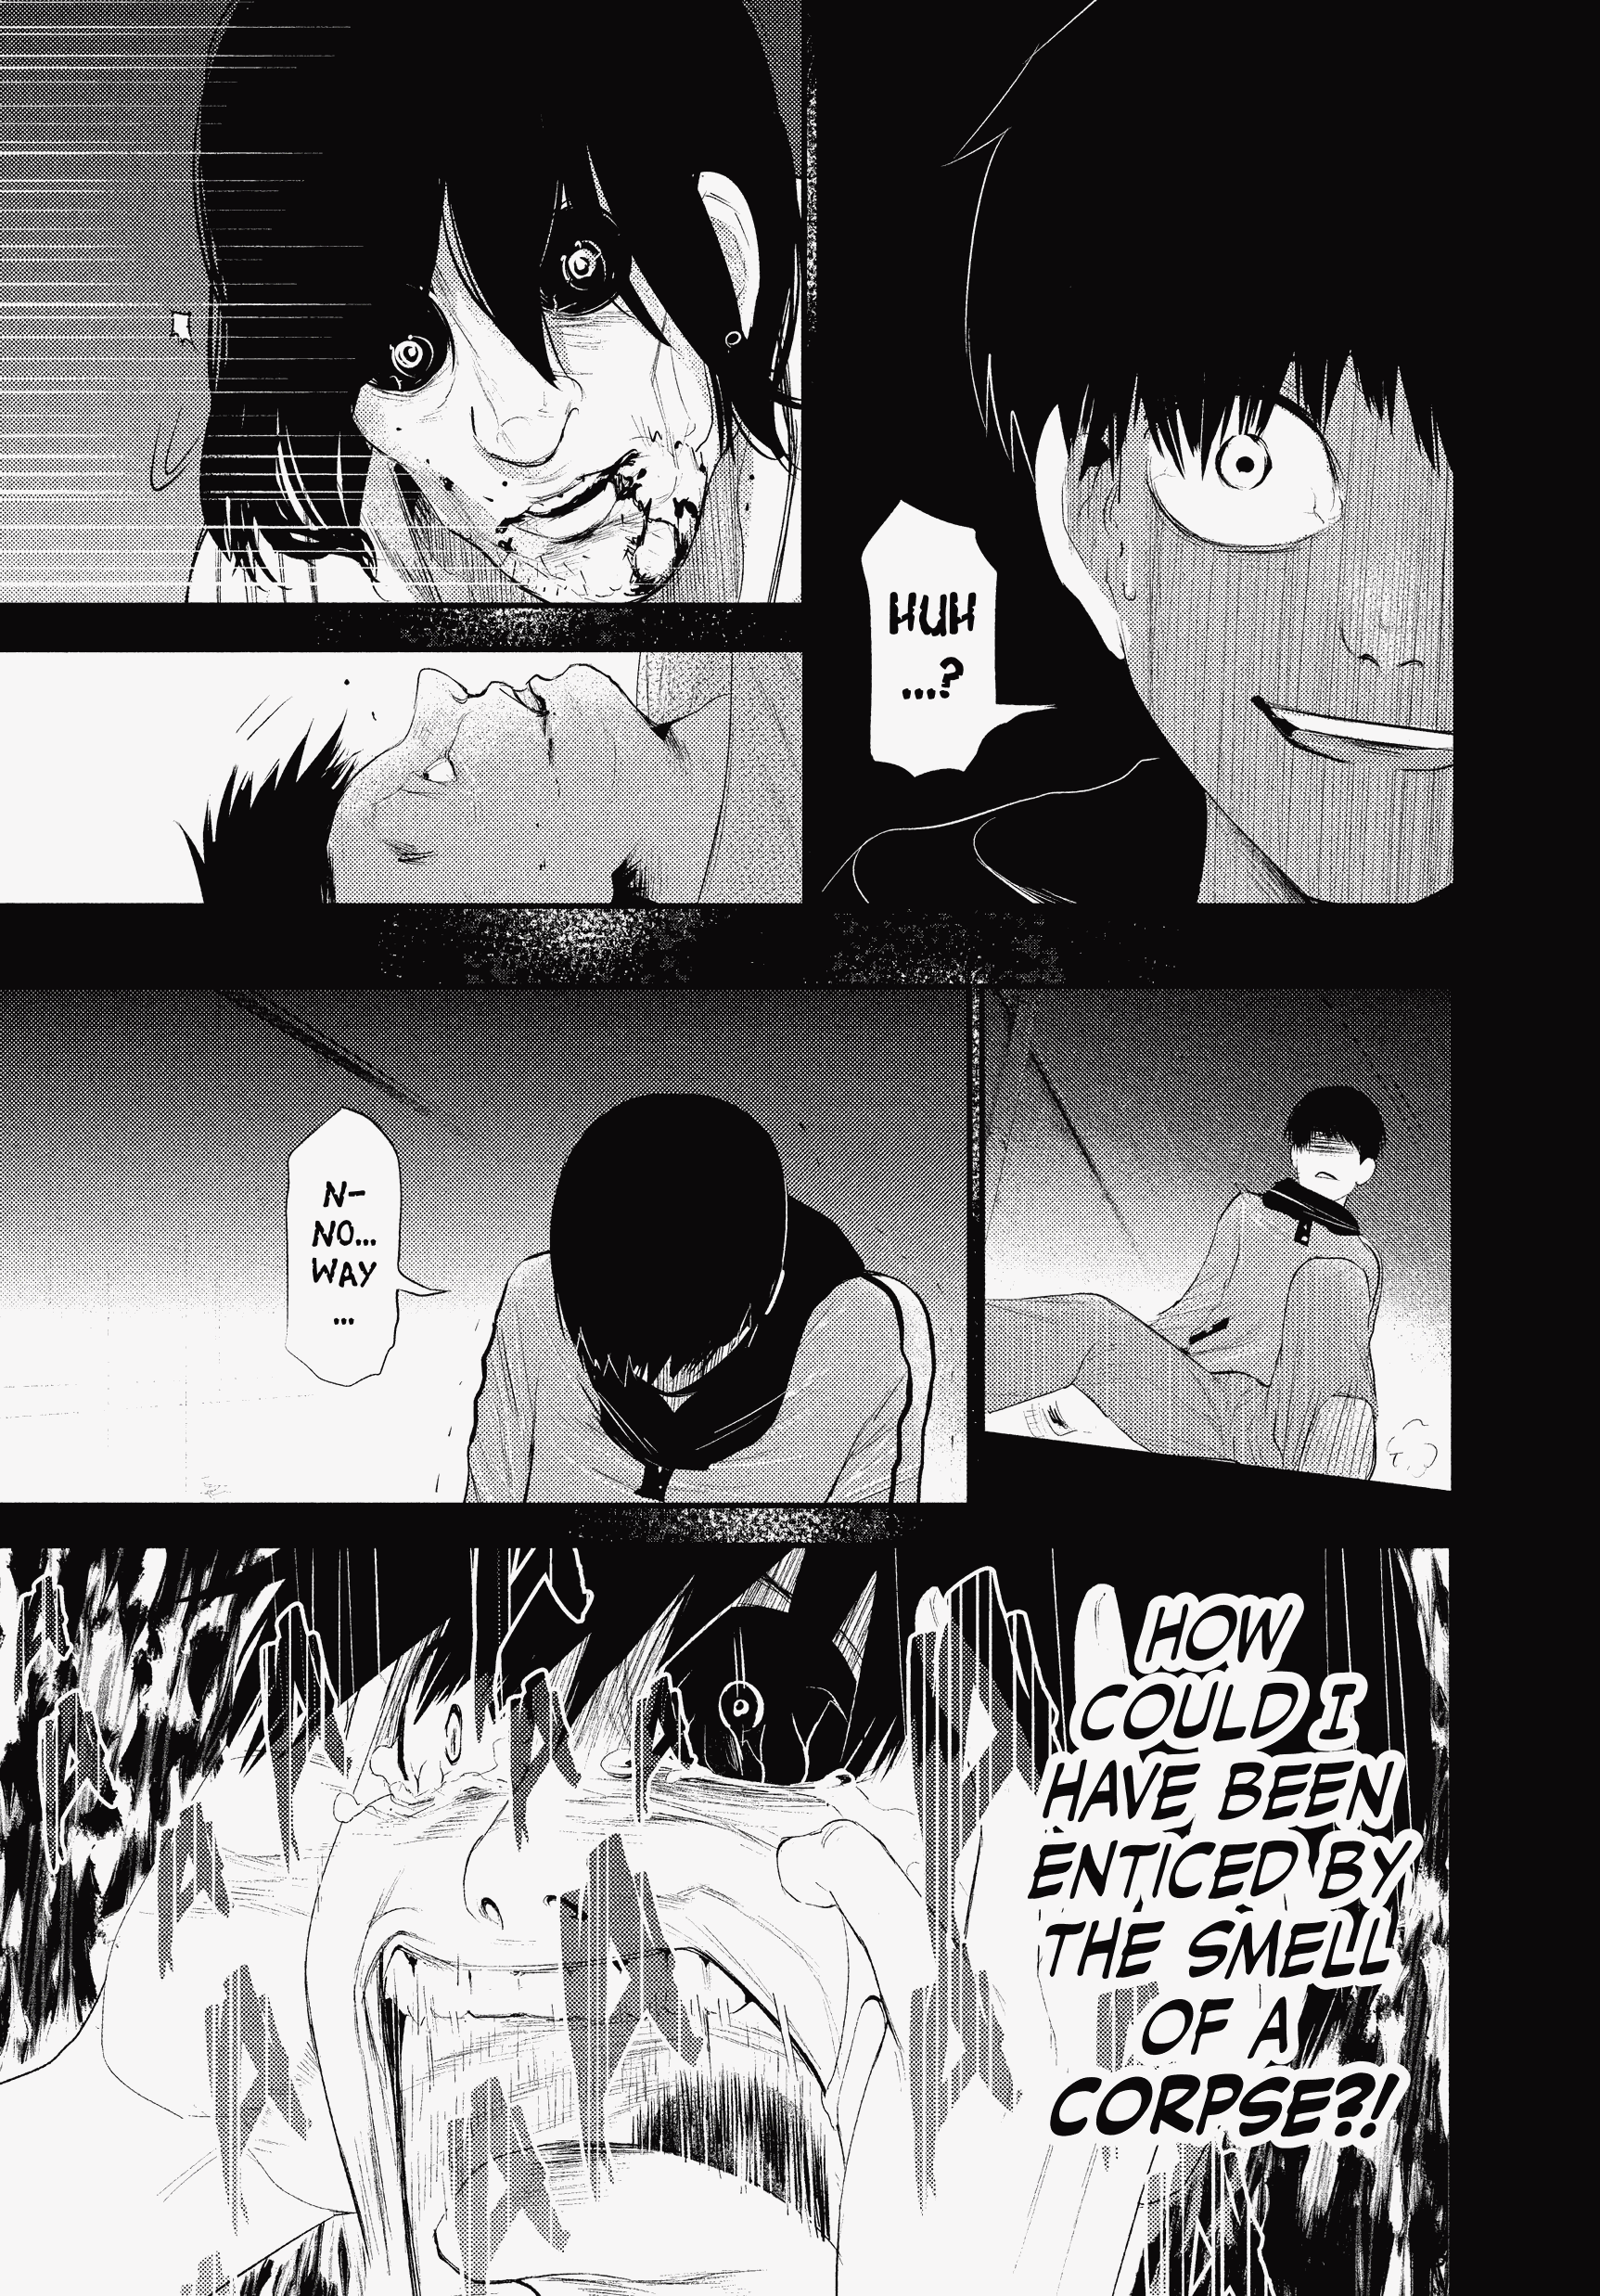 HUH
...?
N-
NO...
WAY
...
HOW
COULD I
HAVE BEEN
ENTICED BY
THE SMELL
OF A
CORPSE?!